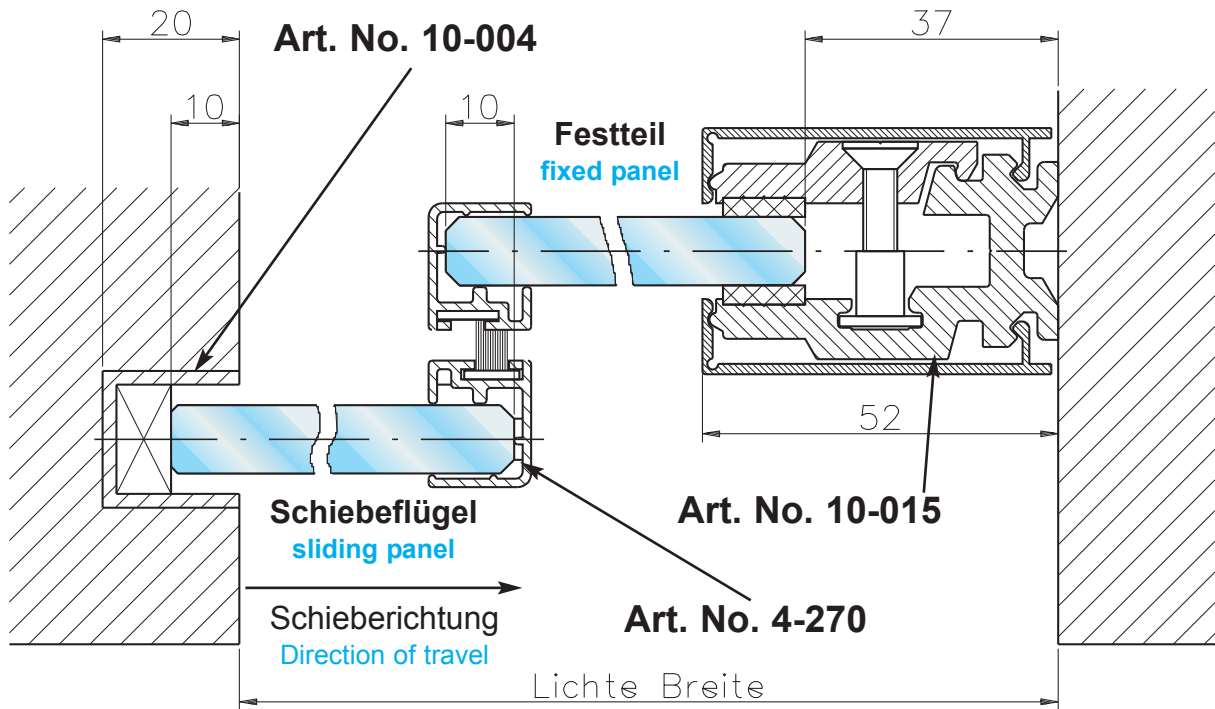 20
Art. No. 10-004
37
10
10
Festteil
fixed panel
52
Schiebeflügel
sliding panel
Art. No. 10-015
Schieberichtung
Direction of travel
Art. No. 4-270
Lichte Breite